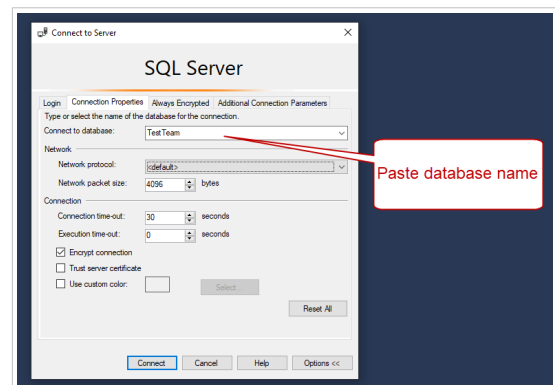 Connect to Server
SQL Server
Login Connection Properties Always Encrypted Additional Connection Parameters
Type or select the name of the database for the connection.
Connect to database: TestTeam
Network
Network protocol: <default>
Network packet size: 4096 bytes
Connection
Connection time-out: 30 seconds
Execution time-out: 0 seconds
Encrypt connection
Trust server certificate
Use custom color: Select...
Reset All
Connect Cancel Help Options <<
Paste database name